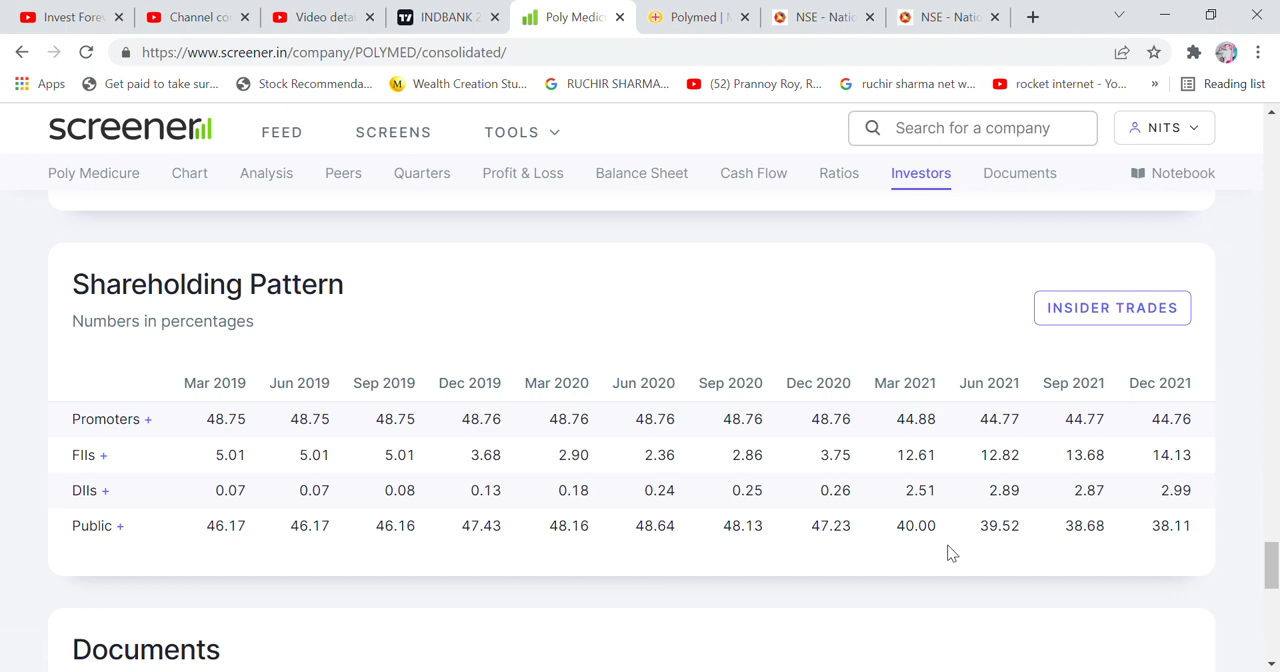 Invest Fore Channel co Video detai INDBANK 2 Poly Medic Polymed | NSE - Natio NSE - Natio
https://www.screener.in/company/POLYMED/consolidated/
Apps Get paid to take sur... Stock Recommenda... Wealth Creation Stu... RUCHIR SHARMA... (52) Prannoy Roy, R... ruchir sharma net w... rocket internet - Yo... » Reading list
screener FEED SCREENS TOOLS Search for a company NITS
Poly Medicure Chart Analysis Peers Quarters Profit & Loss Balance Sheet Cash Flow Ratios Investors Documents Notebook
Shareholding Pattern
Numbers in percentages
INSIDER TRADES
Mar 2019 Jun 2019 Sep 2019 Dec 2019 Mar 2020 Jun 2020 Sep 2020 Dec 2020 Mar 2021 Jun 2021 Sep 2021 Dec 2021
Promoters + 48.75 48.75 48.75 48.76 48.76 48.76 48.76 48.76 44.88 44.77 44.77 44.76
FIIs + 5.01 5.01 5.01 3.68 2.90 2.36 2.86 3.75 12.61 12.82 13.68 14.13
DIIs + 0.07 0.07 0.08 0.13 0.18 0.24 0.25 0.26 2.51 2.89 2.87 2.99
Public + 46.17 46.17 46.16 47.43 48.16 48.64 48.13 47.23 40.00 39.52 38.68 38.11
Documents